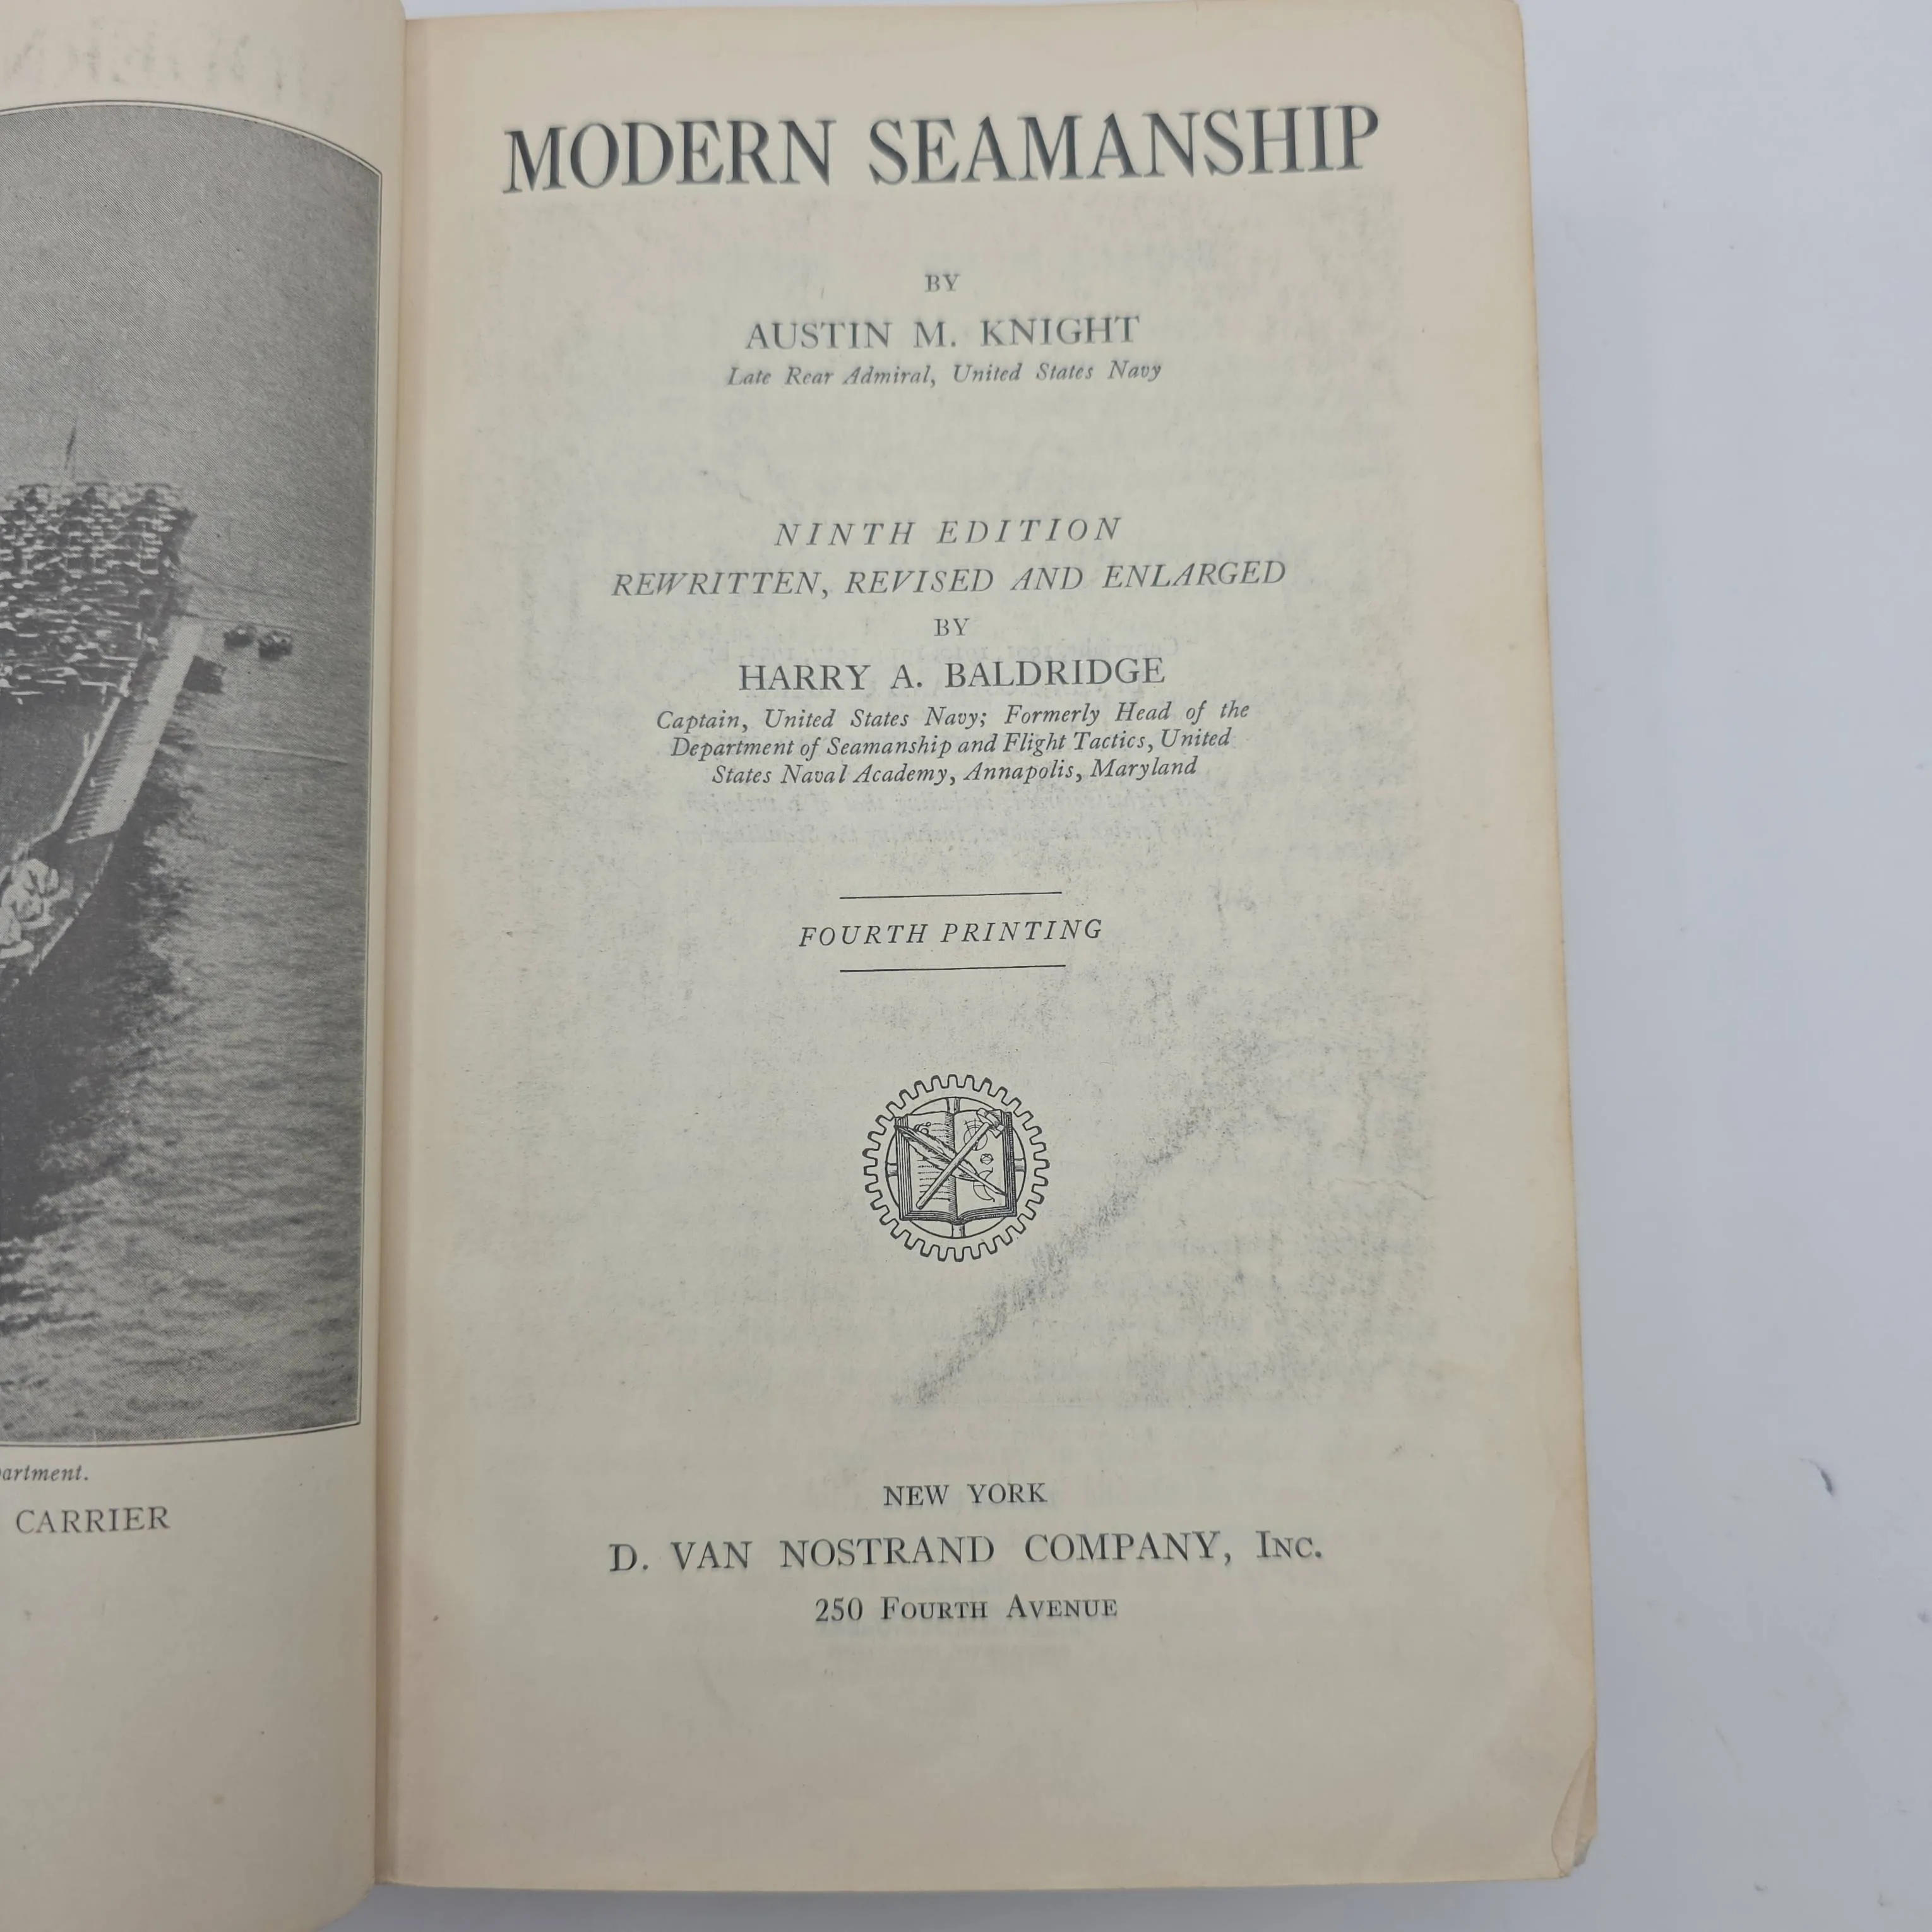 MODERN SEAMANSHIP
BY
AUSTIN M. KNIGHT
Late Rear Admiral, United States Navy
NINTH EDITION
REWRITTEN, REVISED AND ENLARGED
BY
HARRY A. BALDRIDGE
Captain, United States Navy; Formerly Head of the
Department of Seamanship and Flight Tactics, United
States Naval Academy, Annapolis, Maryland
FOURTH PRINTING
NEW YORK
D. VAN NOSTRAND COMPANY, INC.
250 FOURTH AVENUE
artment.
CARRIER